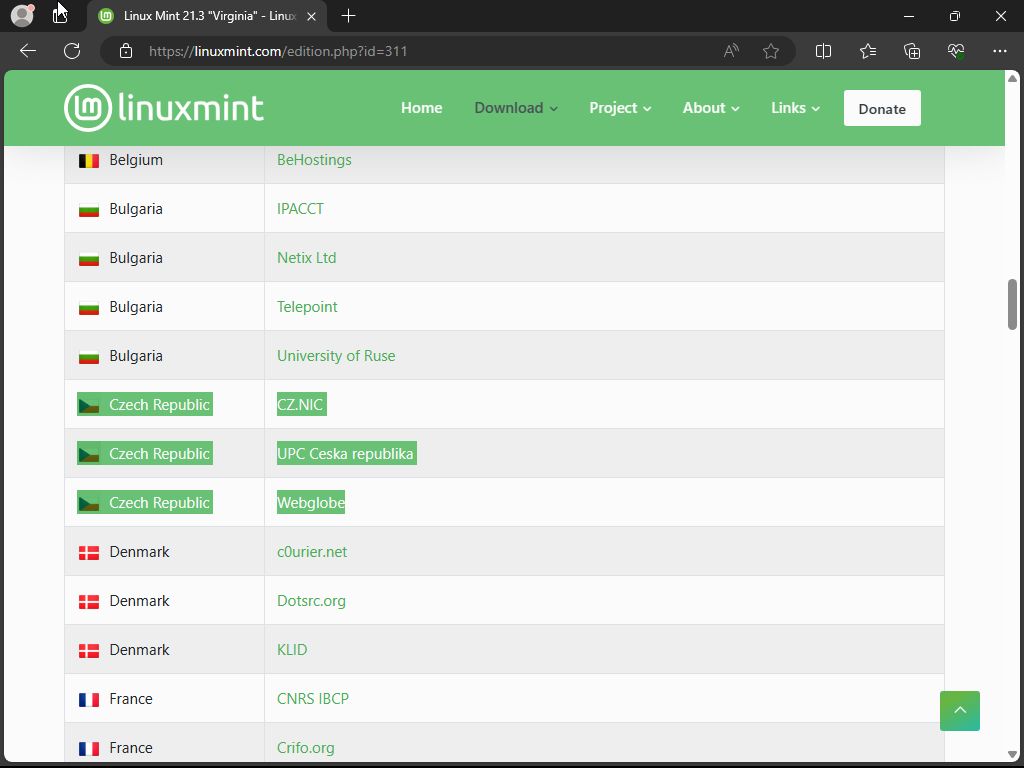 Linux Mint 21.3 "Virginia" - Linux
https://linuxmint.com/edition.php?id=311
linuxmint
Home Download Project About Links Donate
Belgium BeHostings
Bulgaria IPACCT
Bulgaria Netix Ltd
Bulgaria Telepoint
Bulgaria University of Ruse
Czech Republic CZ.NIC
Czech Republic UPC Ceska republika
Czech Republic Webglobe
Denmark c0urier.net
Denmark Dotsrc.org
Denmark KLID
France CNRS IBCP
France Crifo.org